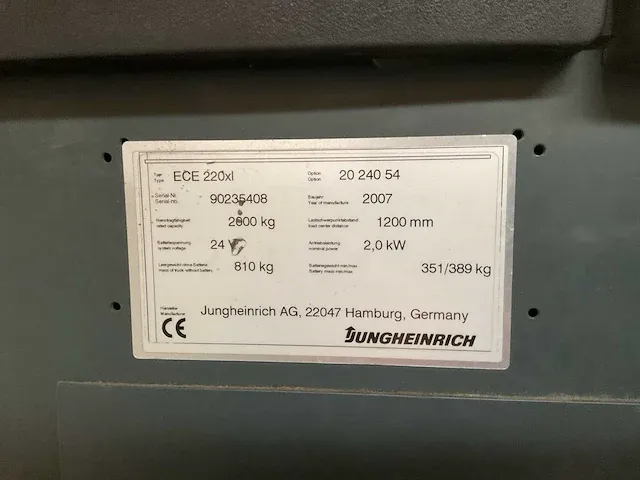 Typ ECE 220xl Option 20 240 54
Type Option
Serial-Nr. 90235408 Baujahr 2007
Serial-no. Year of manufacture
Nenntragfähigkeit 2000 kg Lastschwerpunktabstand 1200 mm
rated capacity load center distance
Batteriespannung 24 V Antriebsleistung 2,0 kW
system voltage nominal power
Leergewicht ohne Batterie 810 kg Batteriegewicht min/max 351/389 kg
mass of truck without battery Battery mass min/max
Hersteller
Manufacturer Jungheinrich AG, 22047 Hamburg, Germany
CE JUNGHEINRICH